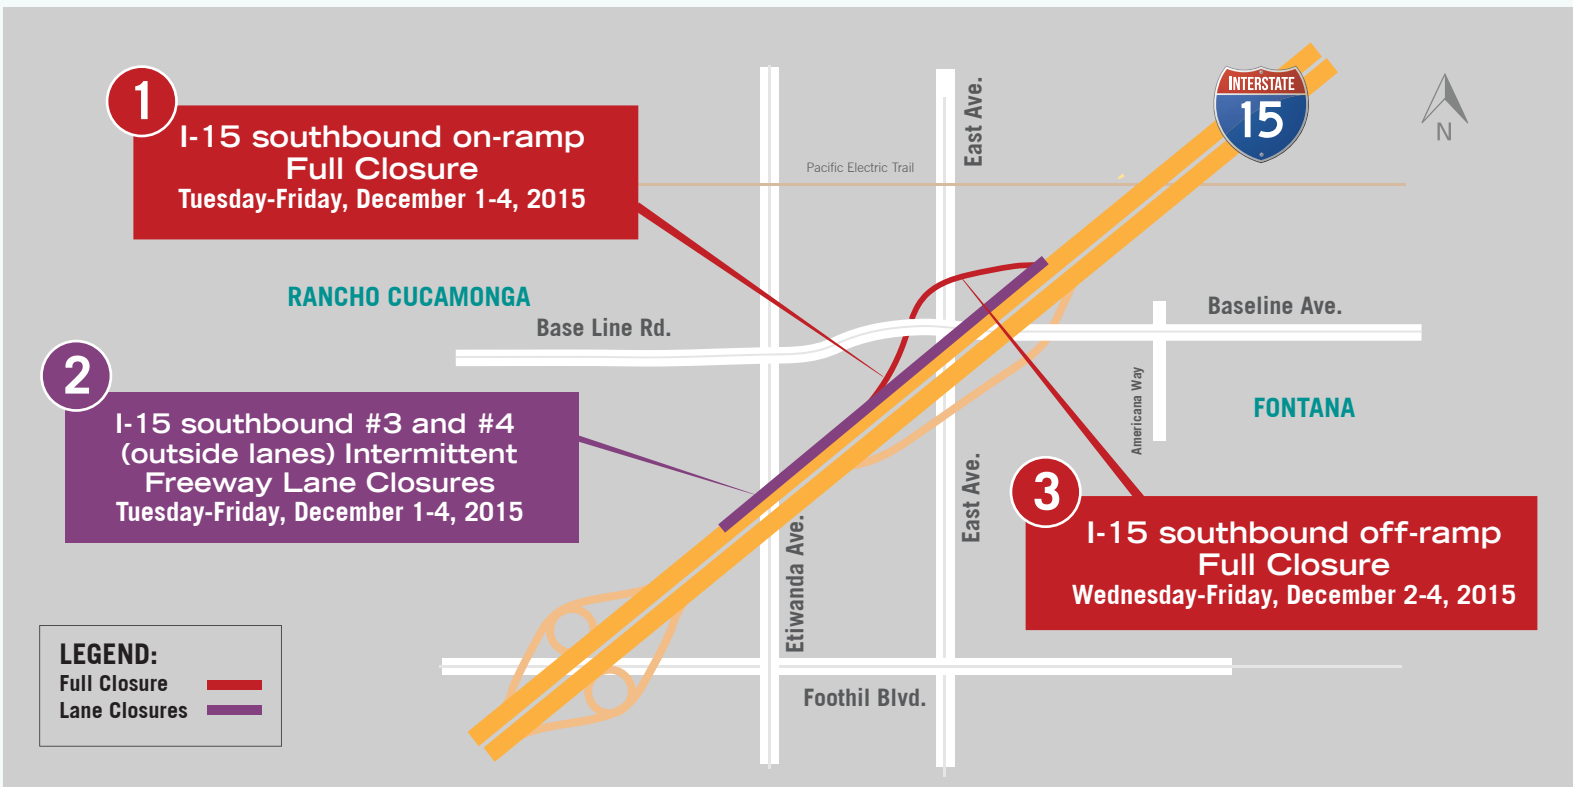 1
I-15 southbound on-ramp
Full Closure
Tuesday-Friday, December 1-4, 2015
East Ave.
INTERSTATE
15
N
Pacific Electric Trail
RANCHO CUCAMONGA
Base Line Rd.
Baseline Ave.
2
I-15 southbound #3 and #4
(outside lanes) Intermittent
Freeway Lane Closures
Tuesday-Friday, December 1-4, 2015
Americana Way
FONTANA
East Ave.
Etiwanda Ave.
3
I-15 southbound off-ramp
Full Closure
Wednesday-Friday, December 2-4, 2015
LEGEND:
Full Closure
Lane Closures
Foothil Blvd.